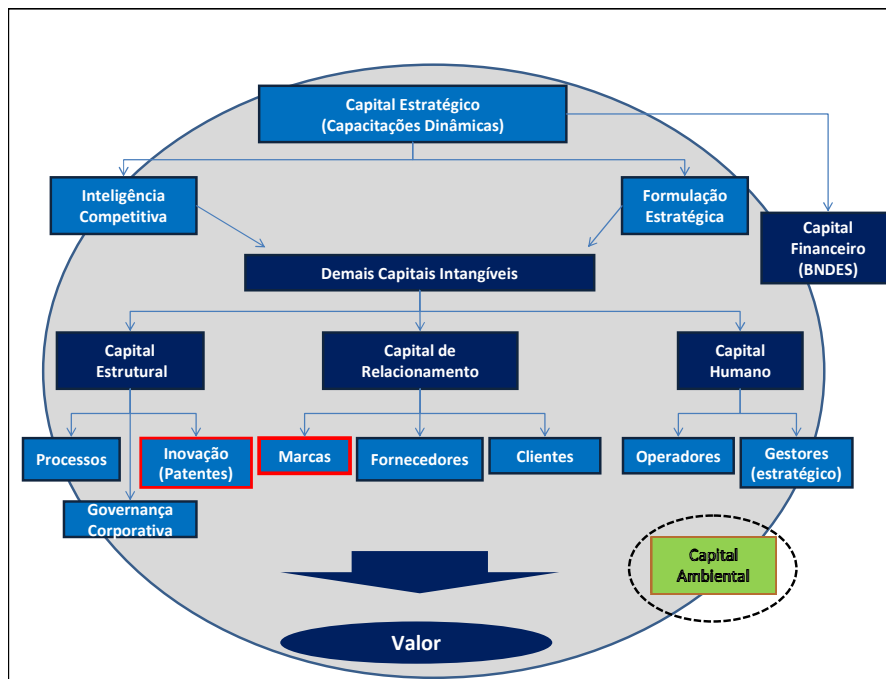 Capital Estratégico
(Capacitações Dinâmicas)
Inteligência
Competitiva
Formulação
Estratégica
Capital
Financeiro
(BNDES)
Demais Capitais Intangíveis
Capital
Estrutural
Capital de
Relacionamento
Capital
Humano
Processos
Inovação
(Patentes)
Marcas
Fornecedores
Clientes
Operadores
Gestores
(estratégico)
Governança
Corporativa
Capital
Ambiental
Valor